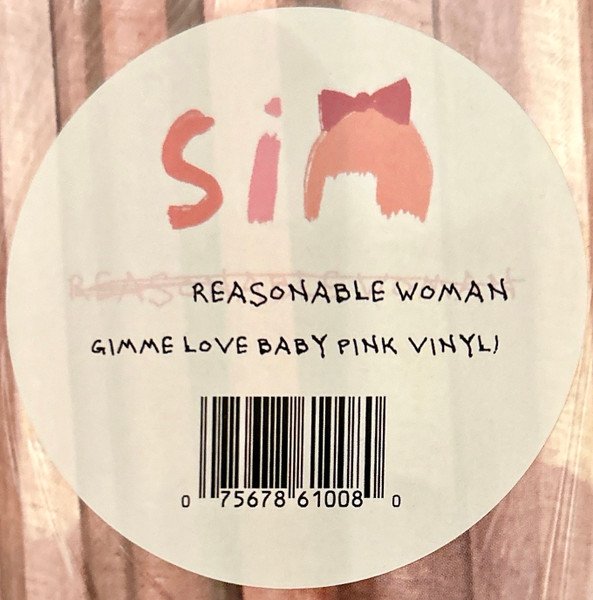 sia
REASONABLE WOMAN
GIMME LOVE BABY PINK VINYL)
0 75678 61008 0